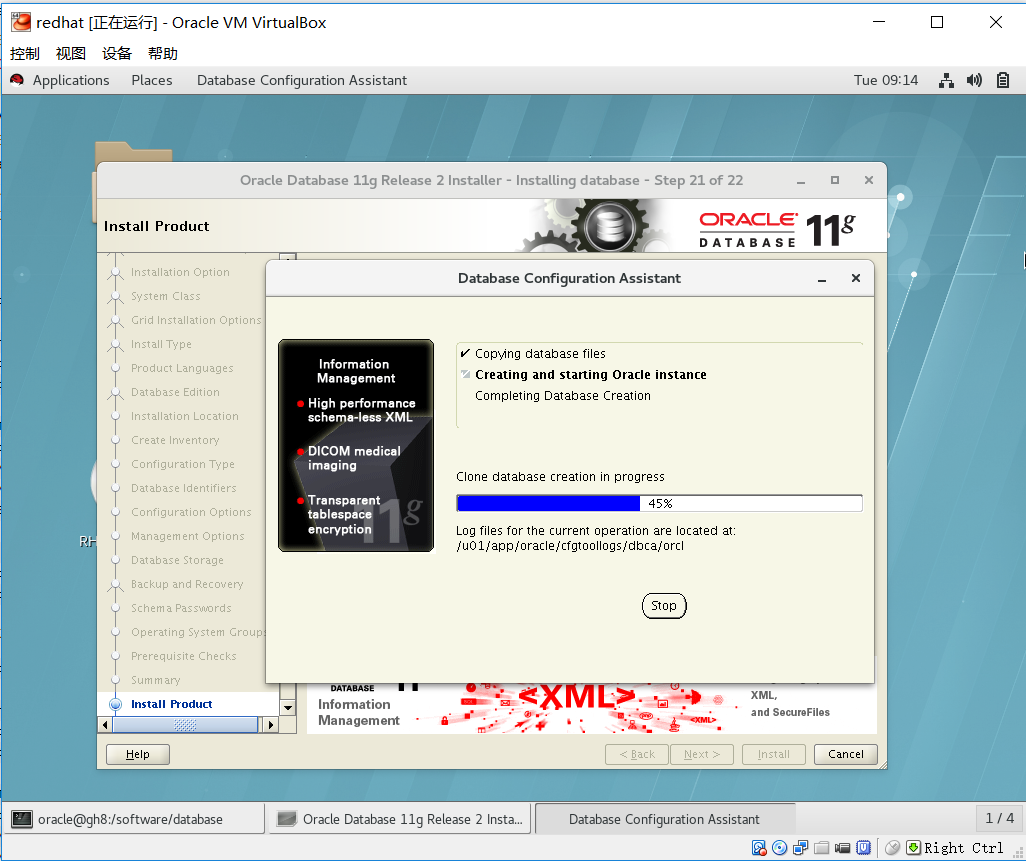 redhat [正在运行] - Oracle VM VirtualBox
控制 视图 设备 帮助
Applications Places Database Configuration Assistant Tue 09:14
Oracle Database 11g Release 2 Installer - Installing database - Step 21 of 22
Install Product
ORACLE
DATABASE
11g
Installation Option
System Class
Grid Installation Options
Install Type
Product Languages
Database Edition
Installation Location
Create Inventory
Configuration Type
Database Identifiers
Configuration Options
Management Options
Database Storage
Backup and Recovery
Schema Passwords
Operating System Groups
Prerequisite Checks
Summary
Install Product
RH
Database Configuration Assistant
Information
Management
High performance
schema-less XML
DICOM medical
imaging
Transparent
tablespace
encryption
11g
Copying database files
Creating and starting Oracle instance
Completing Database Creation
Clone database creation in progress
45%
Log files for the current operation are located at:
/u01/app/oracle/cfgtoollogs/dbca/orcl
Stop
DATABASE
Information
Management
<XML>
<XML>
XML,
and SecureFiles
Help
< Back Next > Install Cancel
oracle@gh8:/software/database Oracle Database 11g Release 2 Insta... Database Configuration Assistant 1 / 4
Right Ctrl